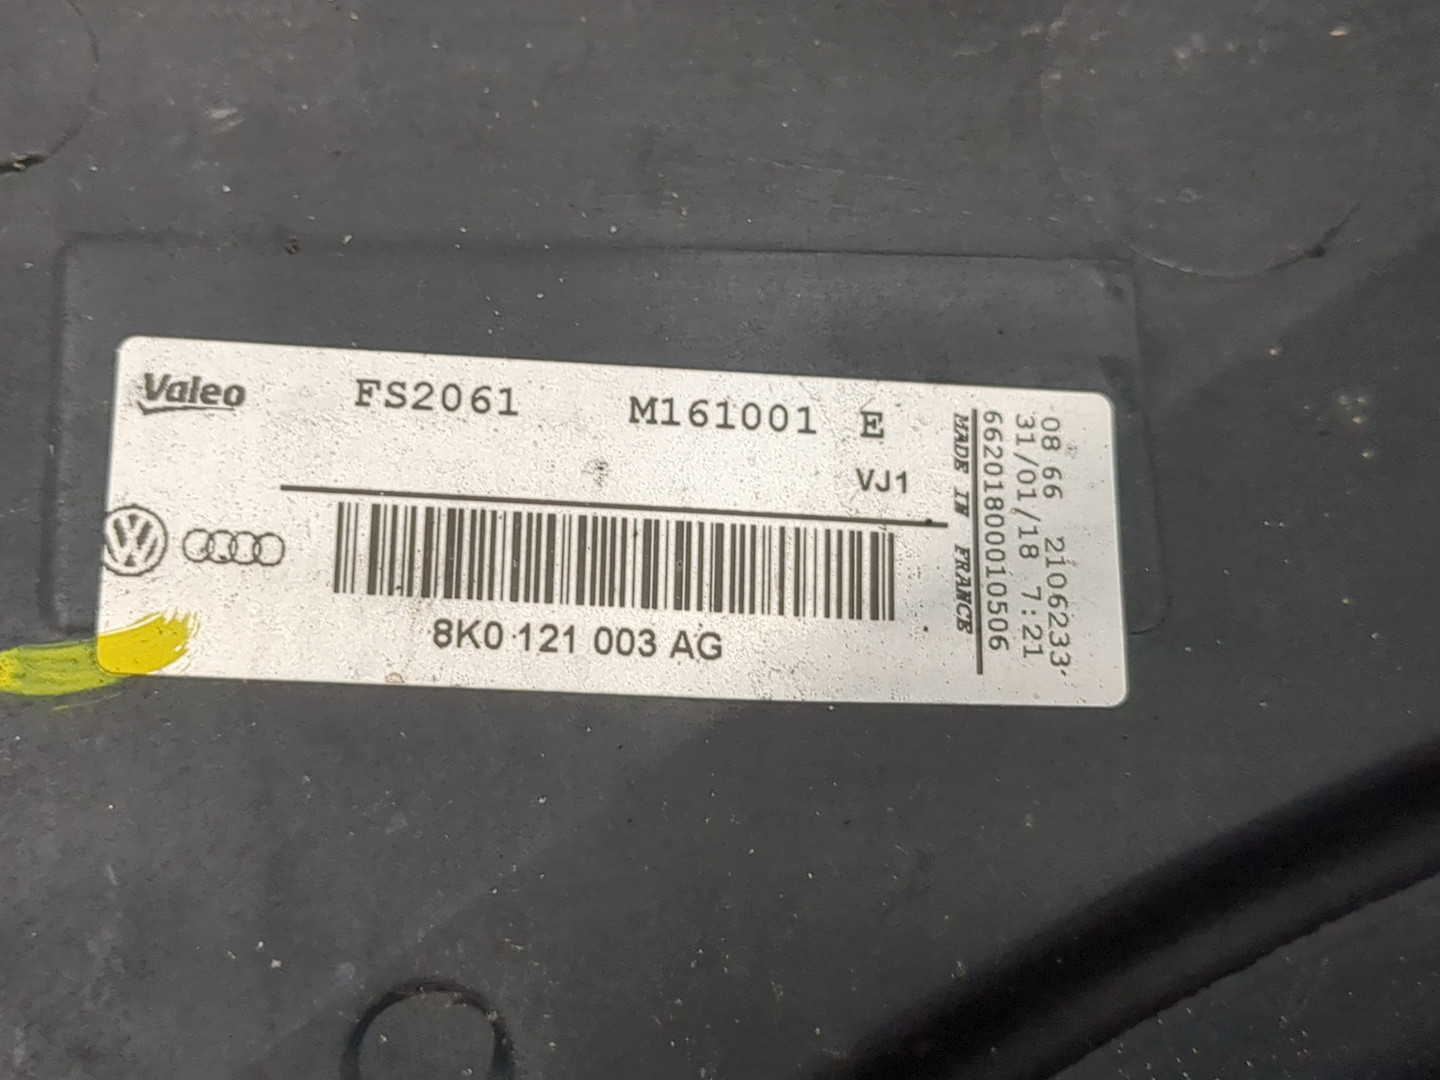 Valeo FS2061 M161001 E
VJ1
8K0 121 003 AG
MADE IN FRANCE
662018000010506
31/01/18 7:21
08 66 2106233,